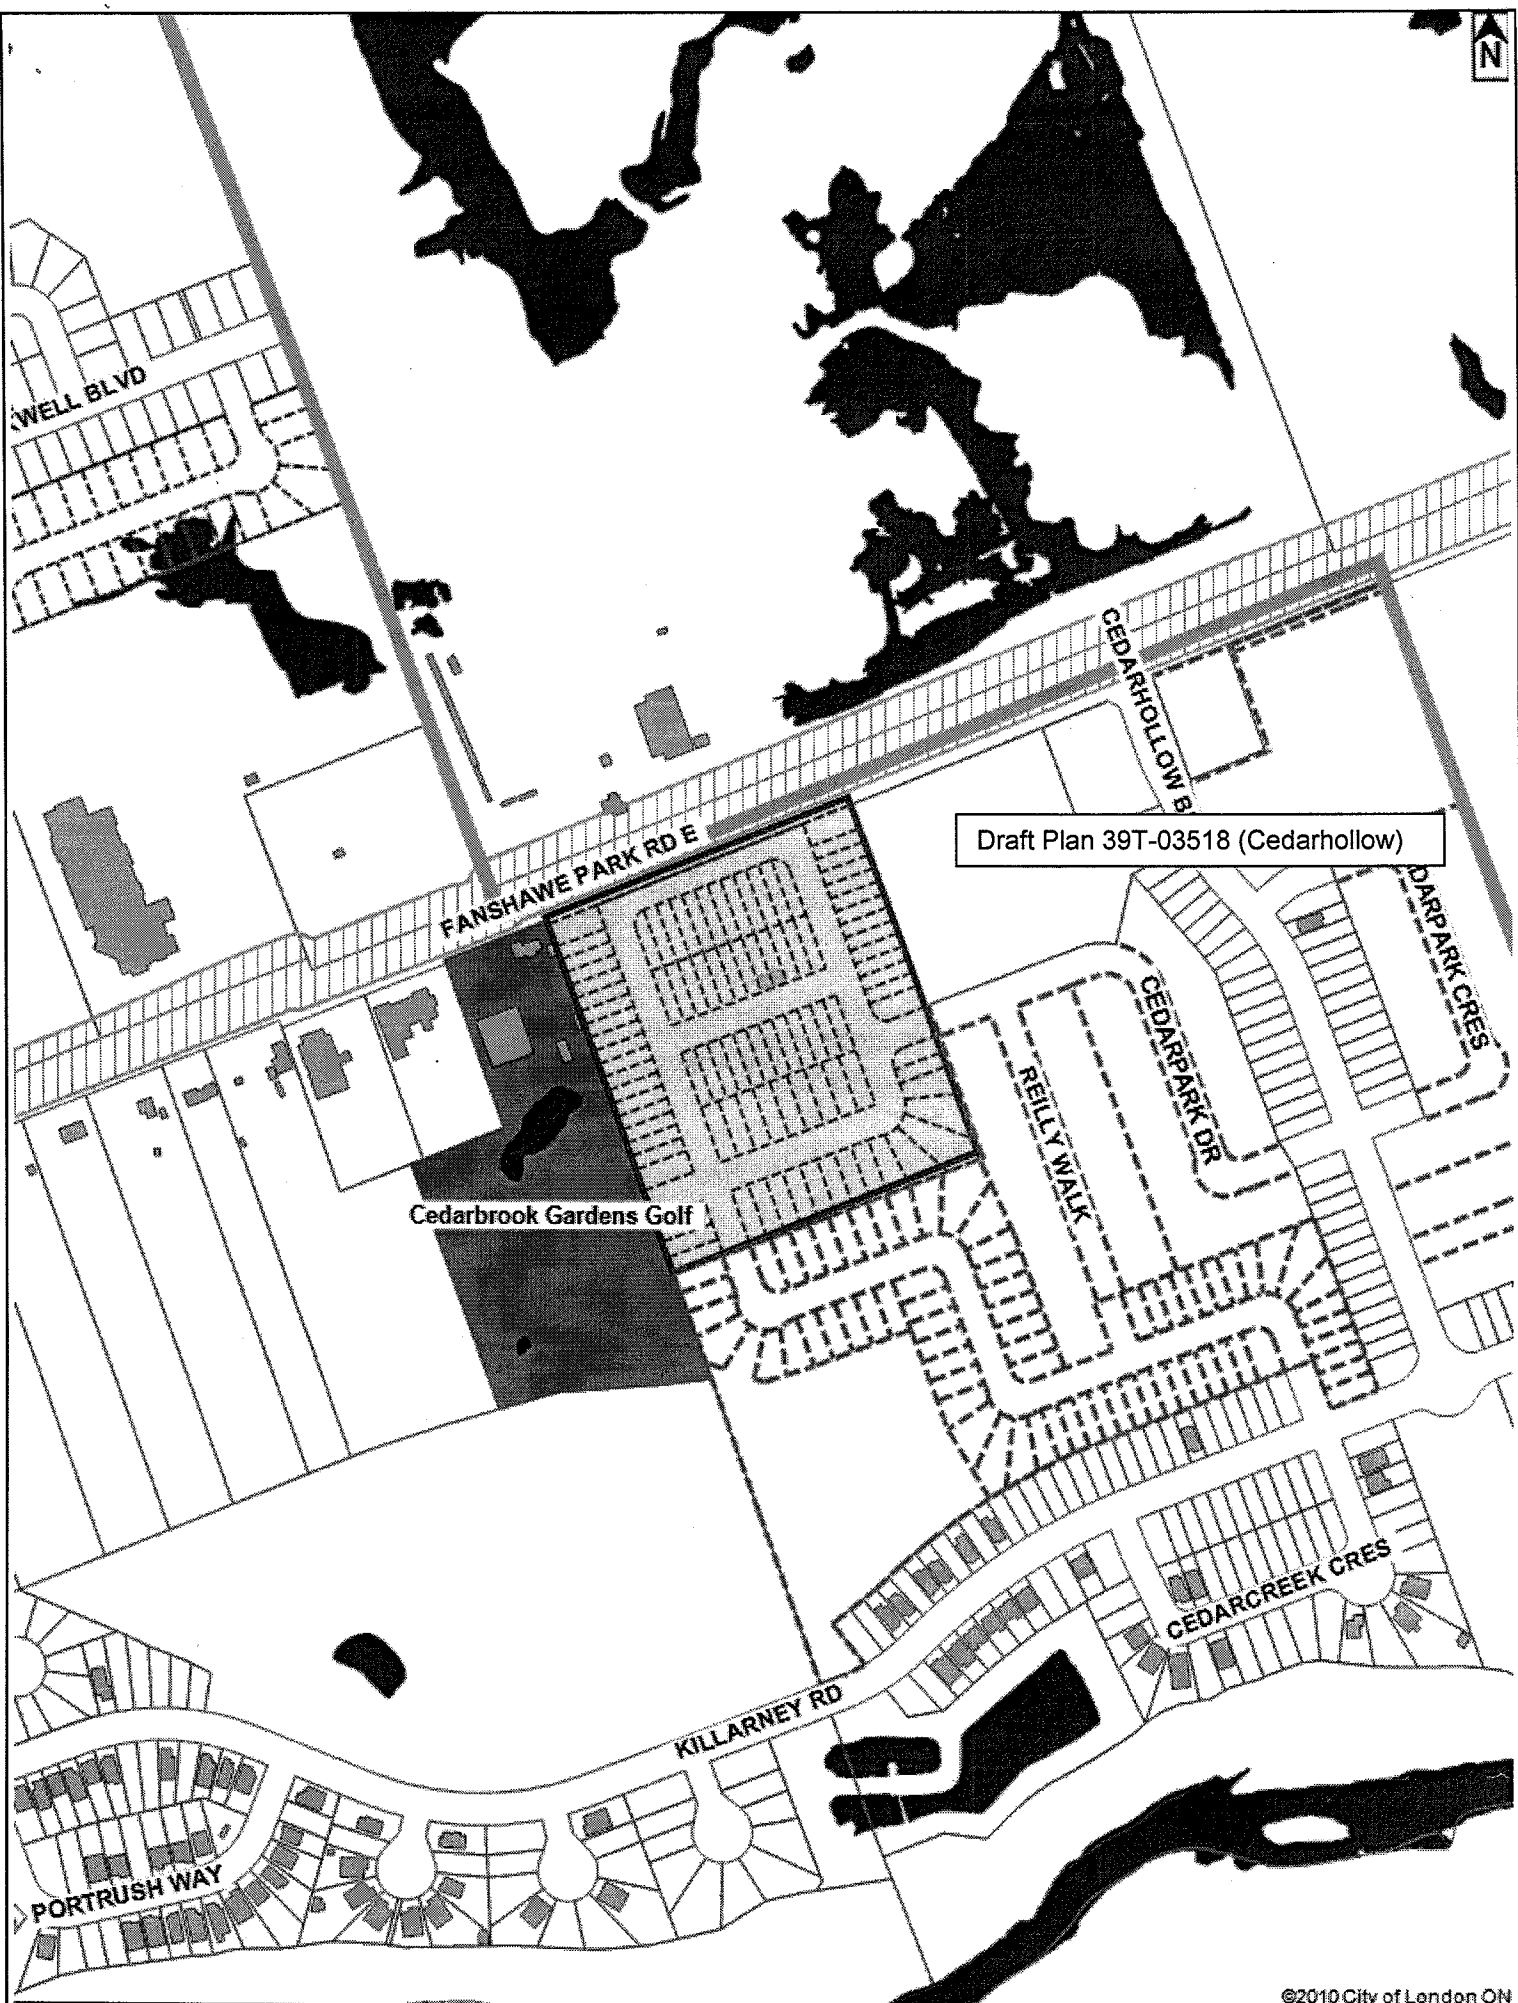 N
KWELL BLVD
CEDARHOLLOW B
Draft Plan 39T-03518 (Cedarhollow)
FANSHAWE PARK RD E
DARPARK CRES
CEDARPARK DR
REILLY WALK
Cedarbrook Gardens Golf
CEDARCREEK CRES
KILLARNEY RD
PORTRUSH WAY
©2010 City of London ON